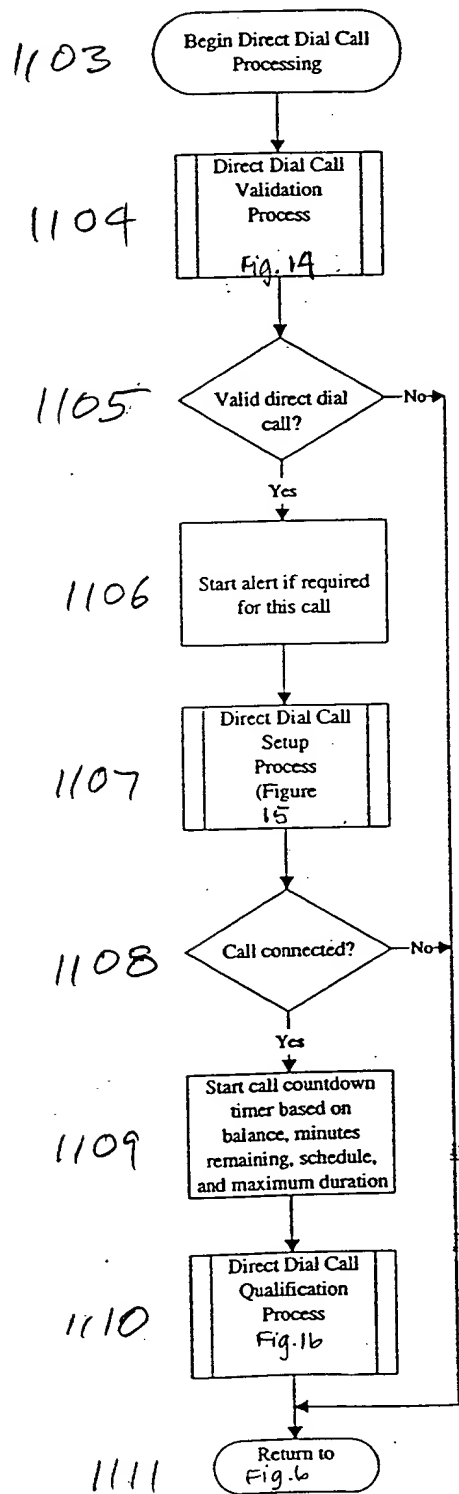 1103
Begin Direct Dial Call
Processing
1104
Direct Dial Call
Validation
Process
Fig. 14
1105
Valid direct dial
call?
No
Yes
1106
Start alert if required
for this call
1107
Direct Dial Call
Setup
Process
(Figure
15
1108
Call connected?
No
Yes
1109
Start call countdown
timer based on
balance, minutes
remaining, schedule,
and maximum duration
1110
Direct Dial Call
Qualification
Process
Fig. 16
1111
Return to
Fig. 6